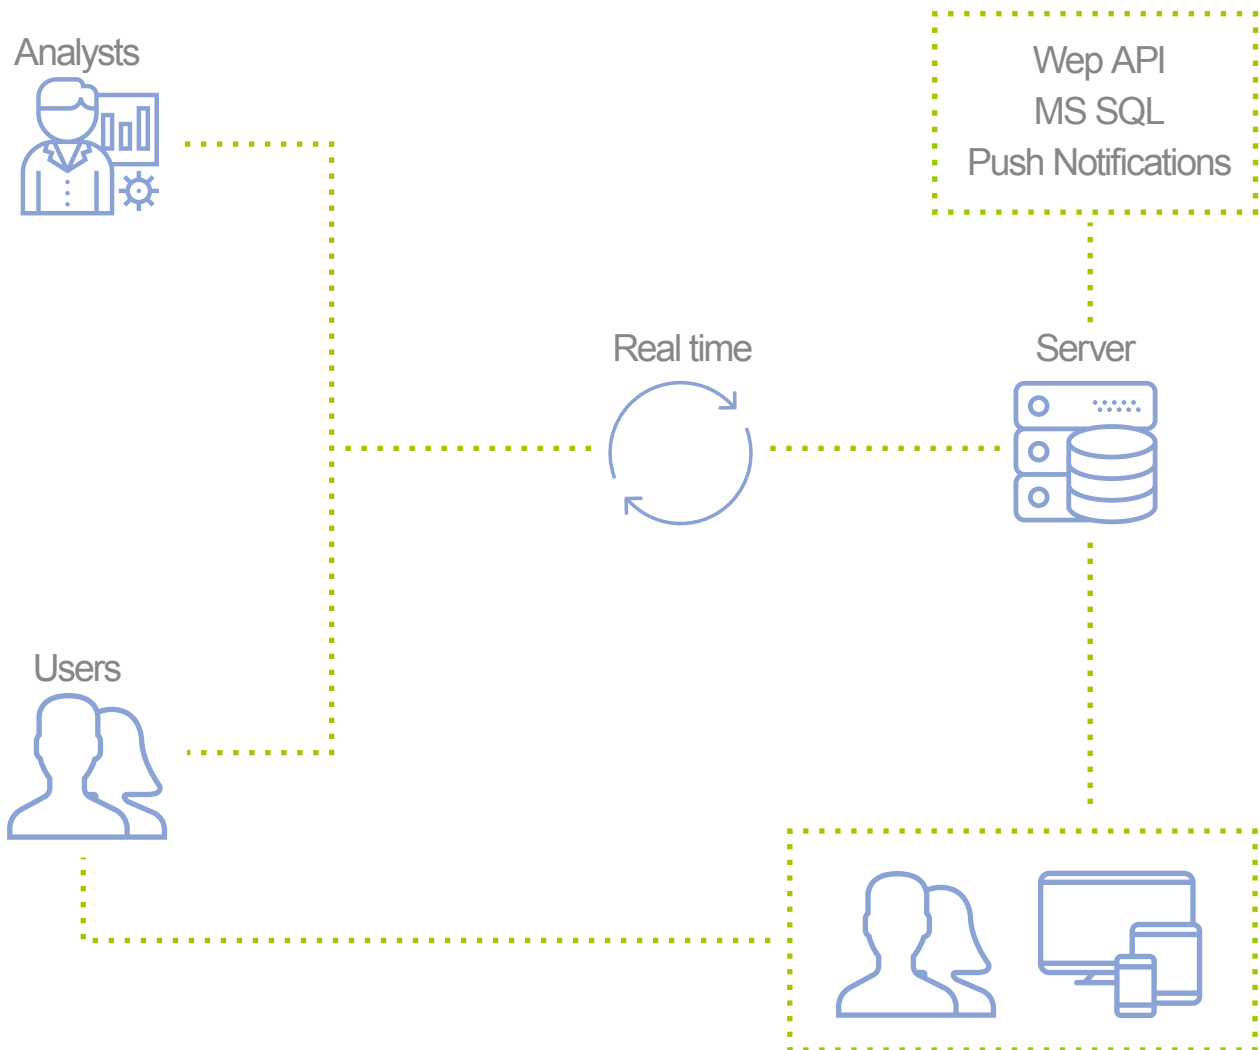 Analysts
Wep API
MS SQL
Push Notifications
Real time
Server
Users